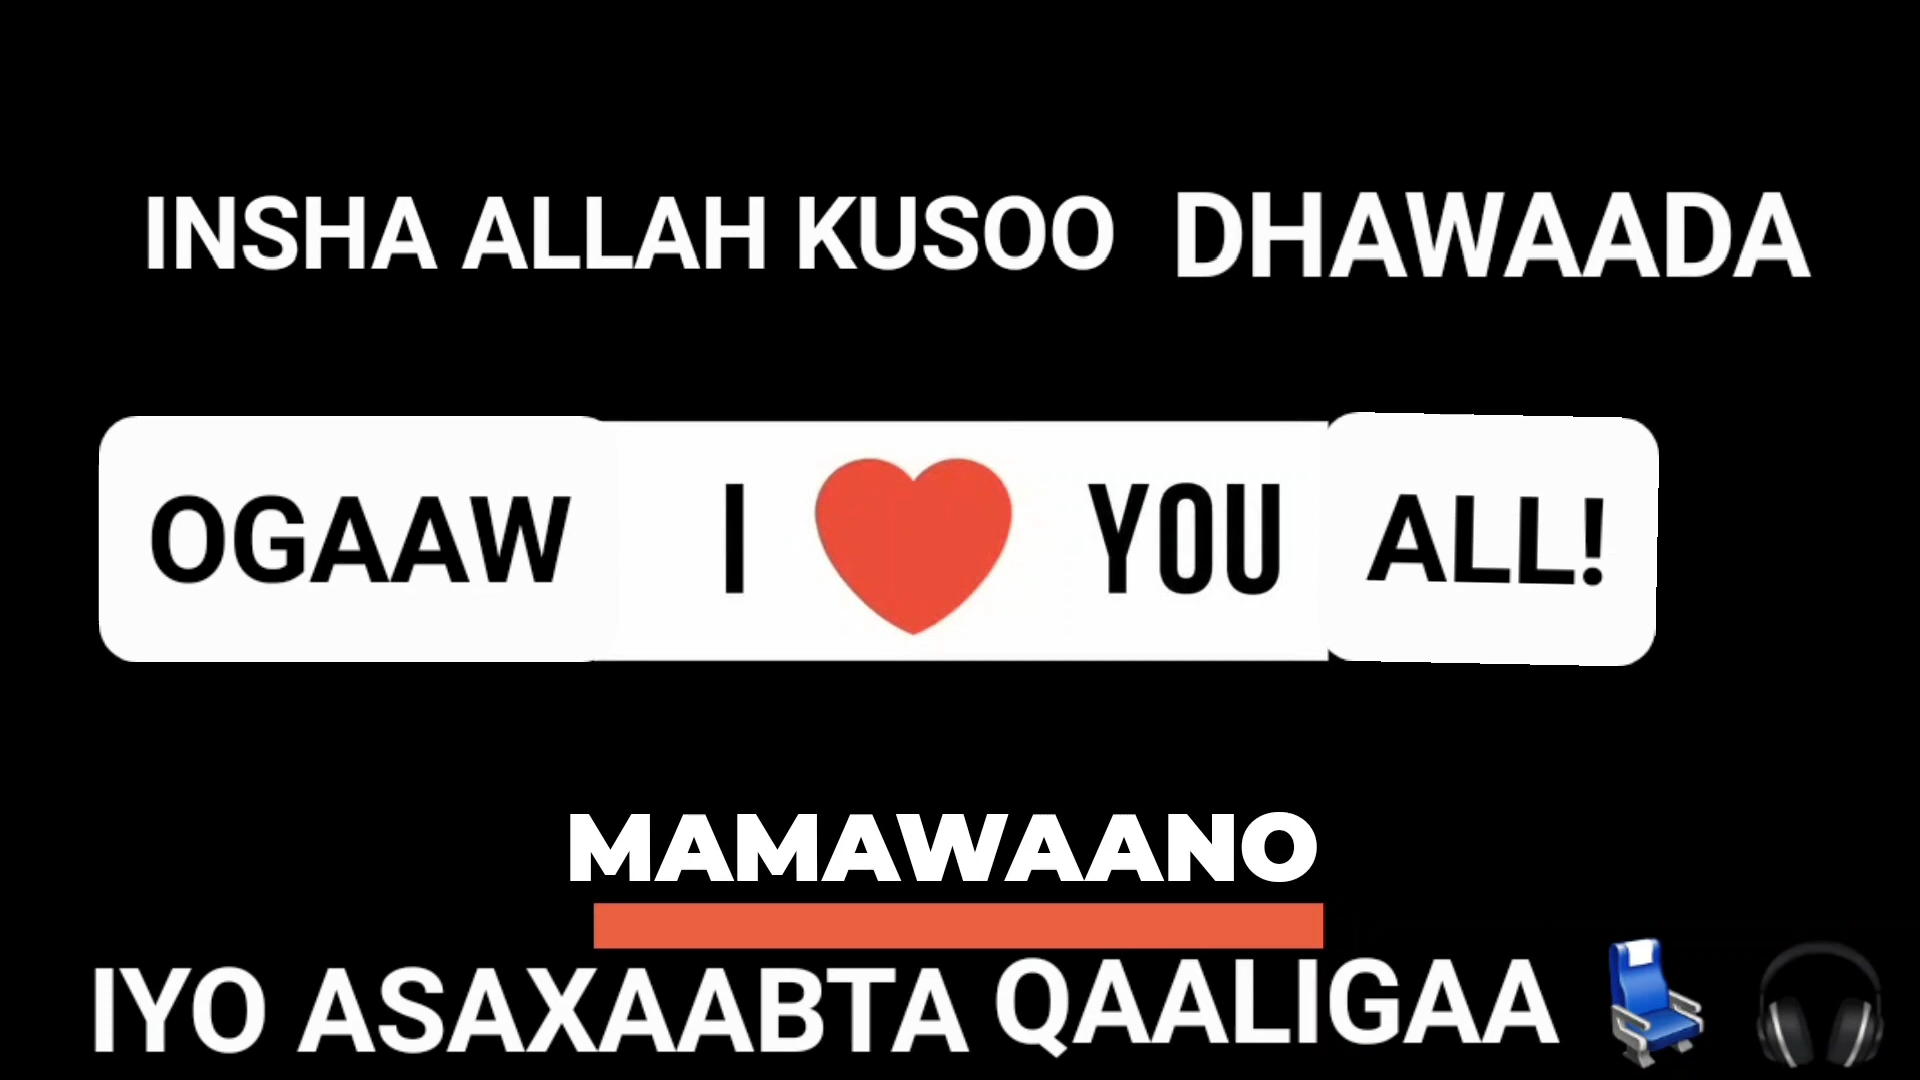 INSHA ALLAH KUSOO DHAWAADA
OGAAW I ❤ YOU ALL!
MAMAWAANO
IYO ASAXAABTA QAALIGAA 💺 🎧